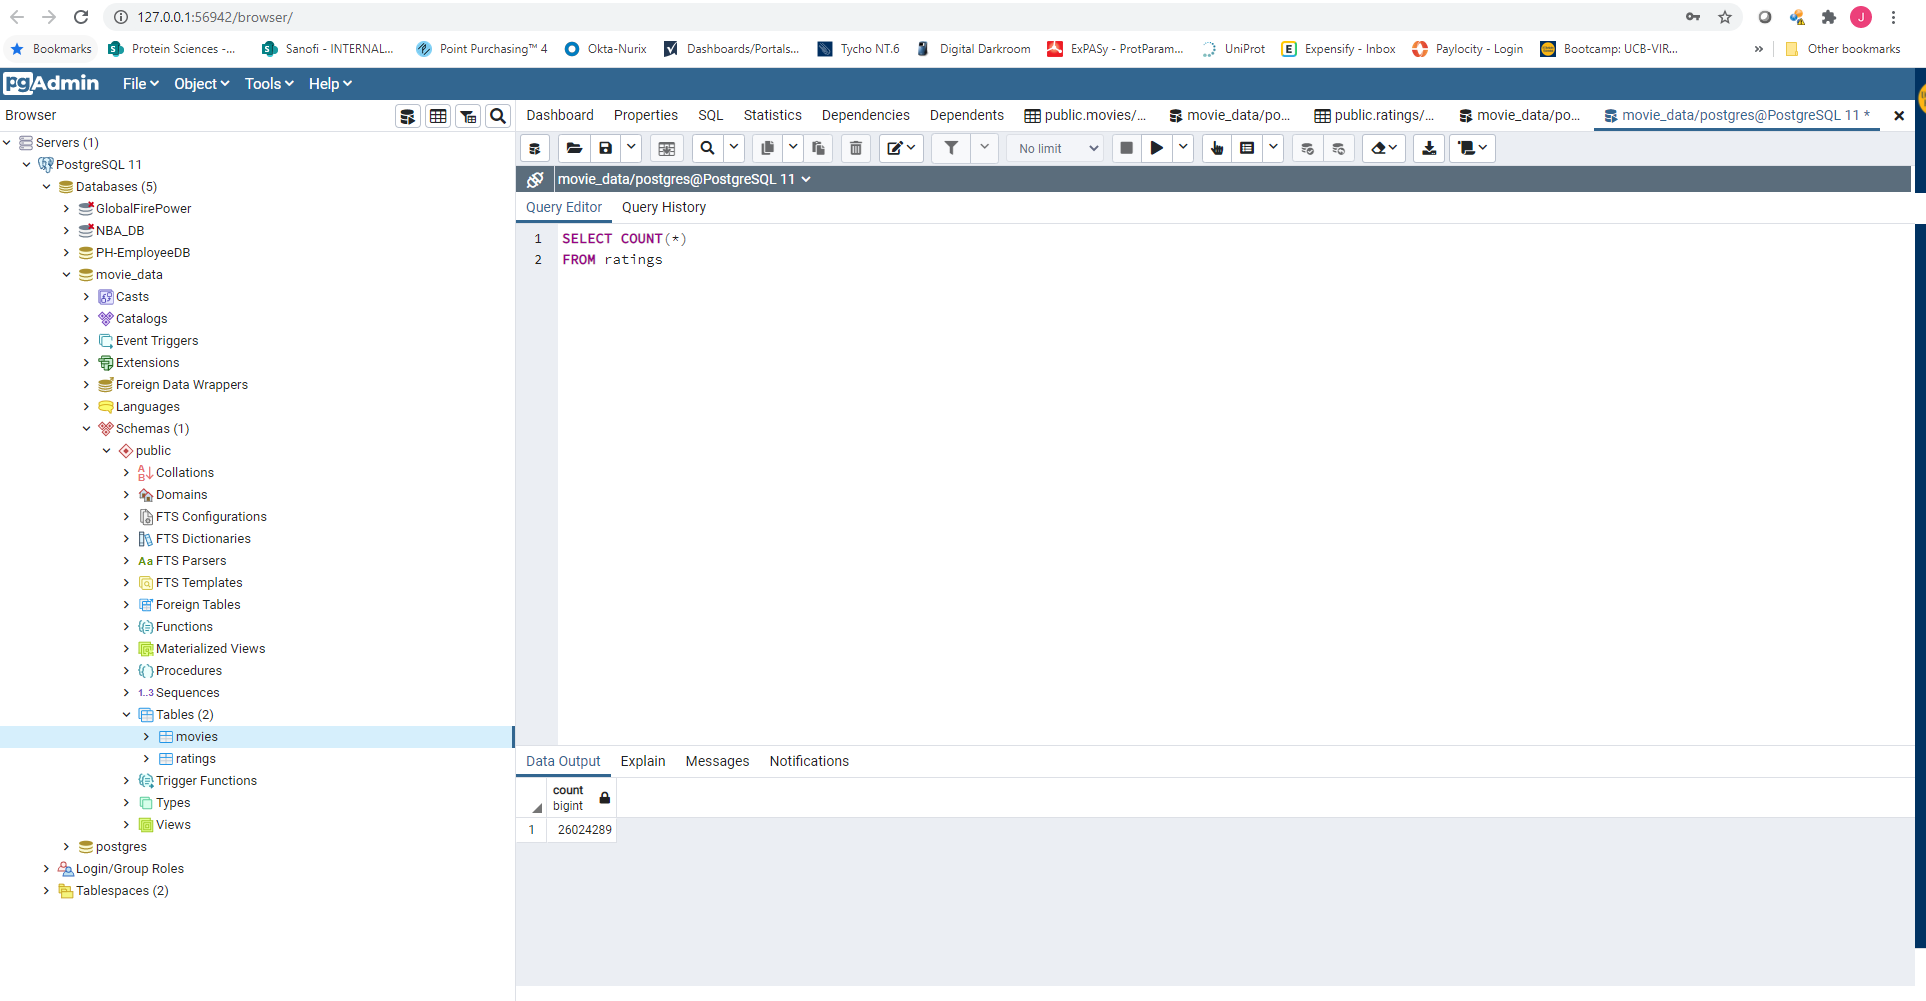 127.0.0.1:56942/browser/
J
Bookmarks
Protein Sciences -...
Sanofi - INTERNAL...
Point Purchasing™ 4
Okta-Nurix
Dashboards/Portals...
Tycho NT.6
Digital Darkroom
ExPASy - ProtParam...
UniProt
Expensify - Inbox
Paylocity - Login
Bootcamp: UCB-VIR...
»
Other bookmarks
pgAdmin
File
Object
Tools
Help
Browser
Dashboard
Properties
SQL
Statistics
Dependencies
Dependents
public.movies/...
movie_data/po...
public.ratings/...
movie_data/po...
movie_data/postgres@PostgreSQL 11 *
No limit
movie_data/postgres@PostgreSQL 11
Query Editor
Query History
1 SELECT COUNT(*)
2 FROM ratings
Servers (1)
PostgreSQL 11
Databases (5)
GlobalFirePower
NBA_DB
PH-EmployeeDB
movie_data
Casts
Catalogs
Event Triggers
Extensions
Foreign Data Wrappers
Languages
Schemas (1)
public
Collations
Domains
FTS Configurations
FTS Dictionaries
Aa FTS Parsers
FTS Templates
Foreign Tables
Functions
Materialized Views
Procedures
1..3 Sequences
Tables (2)
movies
ratings
Trigger Functions
Types
Views
postgres
Login/Group Roles
Tablespaces (2)
Data Output
Explain
Messages
Notifications
count
bigint
1 26024289